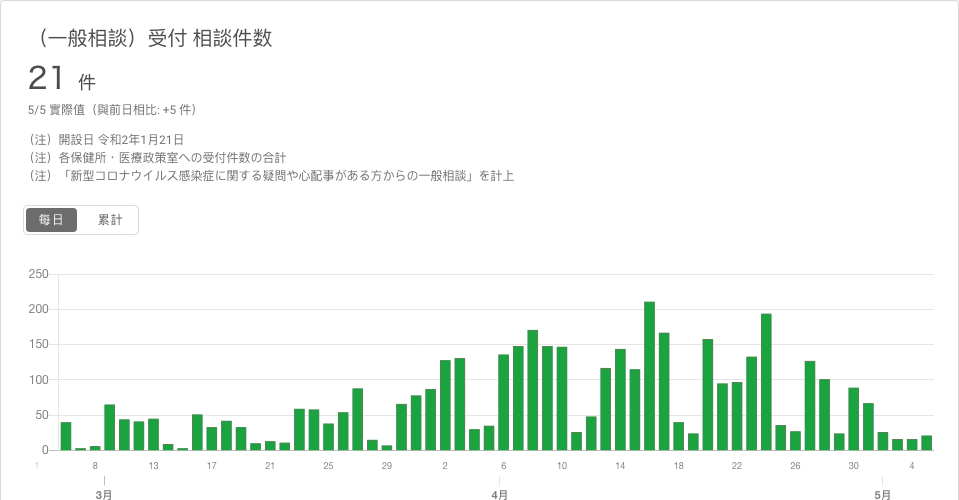 （一般相談）受付 相談件数
21 件
5/5 實際值（與前日相比: +5 件）
（注）開設日 令和2年1月21日
（注）各保健所・医療政策室への受付件数の合計
（注）「新型コロナウイルス感染症に関する疑問や心配事がある方からの一般相談」を計上
每日 累計
250
200
150
100
50
0
1 8 13 17 21 25 29 2 6 10 14 18 22 26 30 4
3月 4月 5月